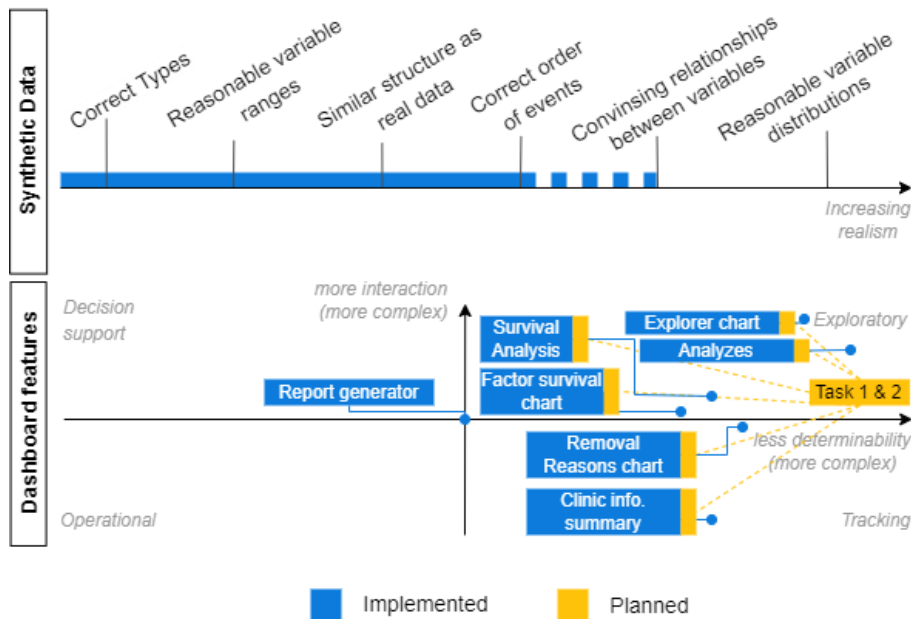 Synthetic Data
Correct Types
Reasonable variable
ranges
Similar structure as
real data
Correct order
of events
Convinsing relationships
between variables
Reasonable variable
distributions
Increasing
realism
Dashboard features
Decision
support
more interaction
(more complex)
Survival
Analysis
Explorer chart
Exploratory
Analyzes
Report generator
Factor survival
chart
Task 1 & 2
Removal
Reasons chart
less determinability
(more complex)
Operational
Clinic info.
summary
Tracking
Implemented
Planned